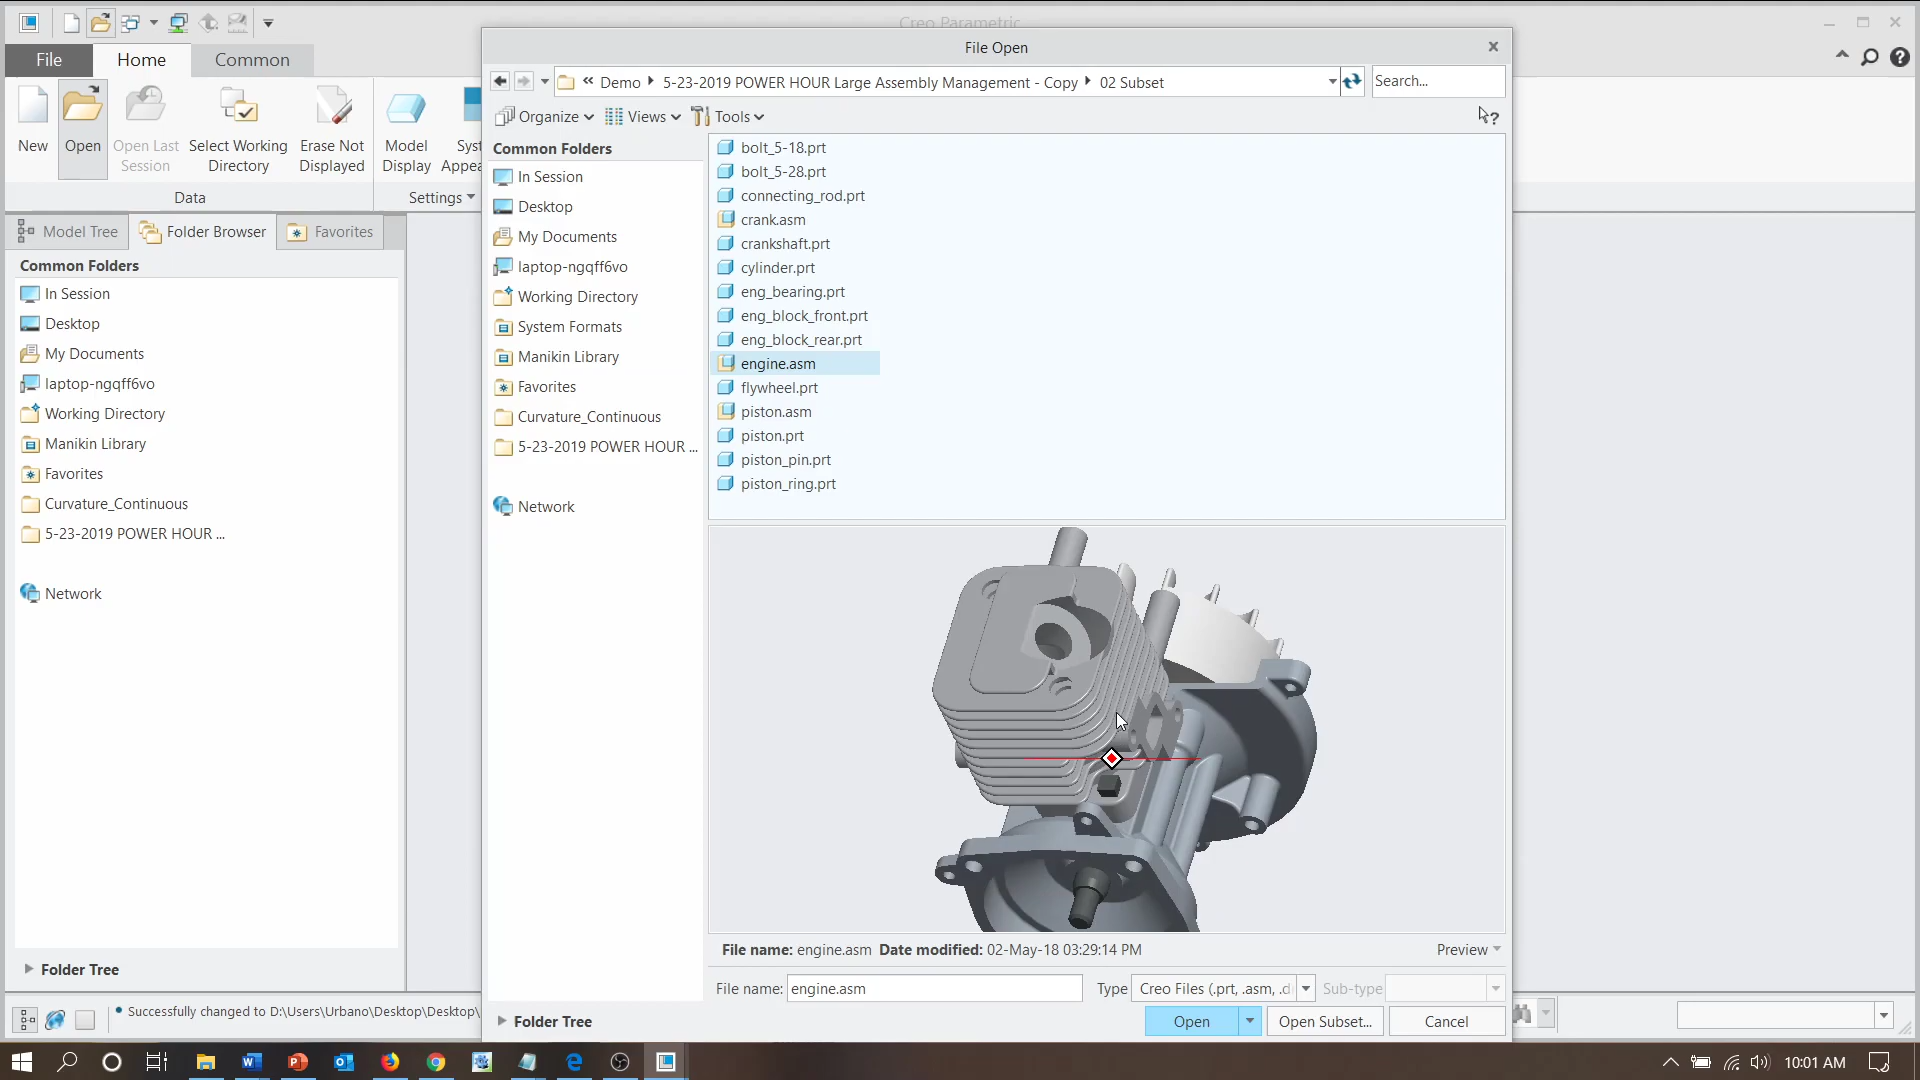 Creo Parametric
File Home Common
New Open Open Last Session Select Working Directory Erase Not Displayed Model Display
Data Settings
Model Tree Folder Browser Favorites
Common Folders
In Session
Desktop
My Documents
laptop-ngqff6vo
Working Directory
Manikin Library
Favorites
Curvature_Continuous
5-23-2019 POWER HOUR ...
Network
Folder Tree
Successfully changed to D:\Users\Urbano\Desktop\Desktop\
File Open
« Demo 5-23-2019 POWER HOUR Large Assembly Management - Copy 02 Subset Search...
Organize Views Tools
Common Folders
In Session
Desktop
My Documents
laptop-ngqff6vo
Working Directory
System Formats
Manikin Library
Favorites
Curvature_Continuous
5-23-2019 POWER HOUR ...
Network
bolt_5-18.prt
bolt_5-28.prt
connecting_rod.prt
crank.asm
crankshaft.prt
cylinder.prt
eng_bearing.prt
eng_block_front.prt
eng_block_rear.prt
engine.asm
flywheel.prt
piston.asm
piston.prt
piston_pin.prt
piston_ring.prt
File name: engine.asm Date modified: 02-May-18 03:29:14 PM Preview
File name: engine.asm Type Creo Files (.prt, .asm, .d Sub-type
Folder Tree Open Open Subset... Cancel
10:01 AM